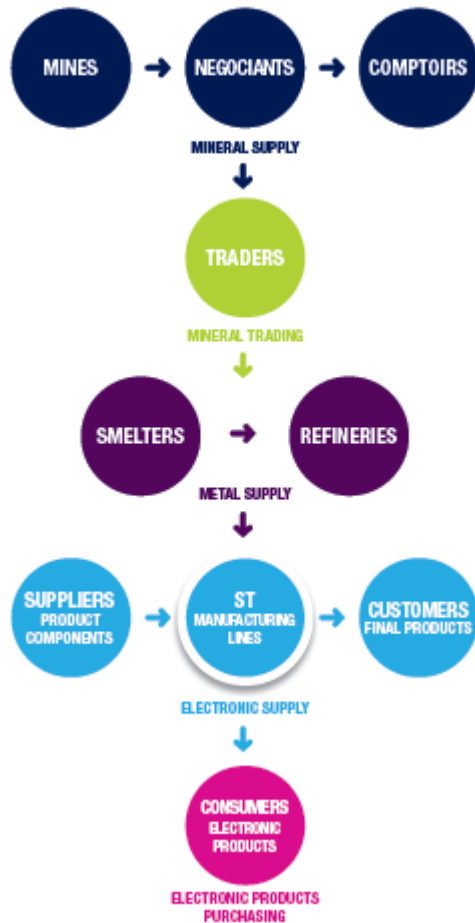 MINES
NEGOCIANTS
COMPTOIRS
MINERAL SUPPLY
TRADERS
MINERAL TRADING
SMELTERS
REFINERIES
METAL SUPPLY
SUPPLIERS
PRODUCT
COMPONENTS
ST
MANUFACTURING
LINES
CUSTOMERS
FINAL PRODUCTS
ELECTRONIC SUPPLY
CONSUMERS
ELECTRONIC
PRODUCTS
ELECTRONIC PRODUCTS
PURCHASING